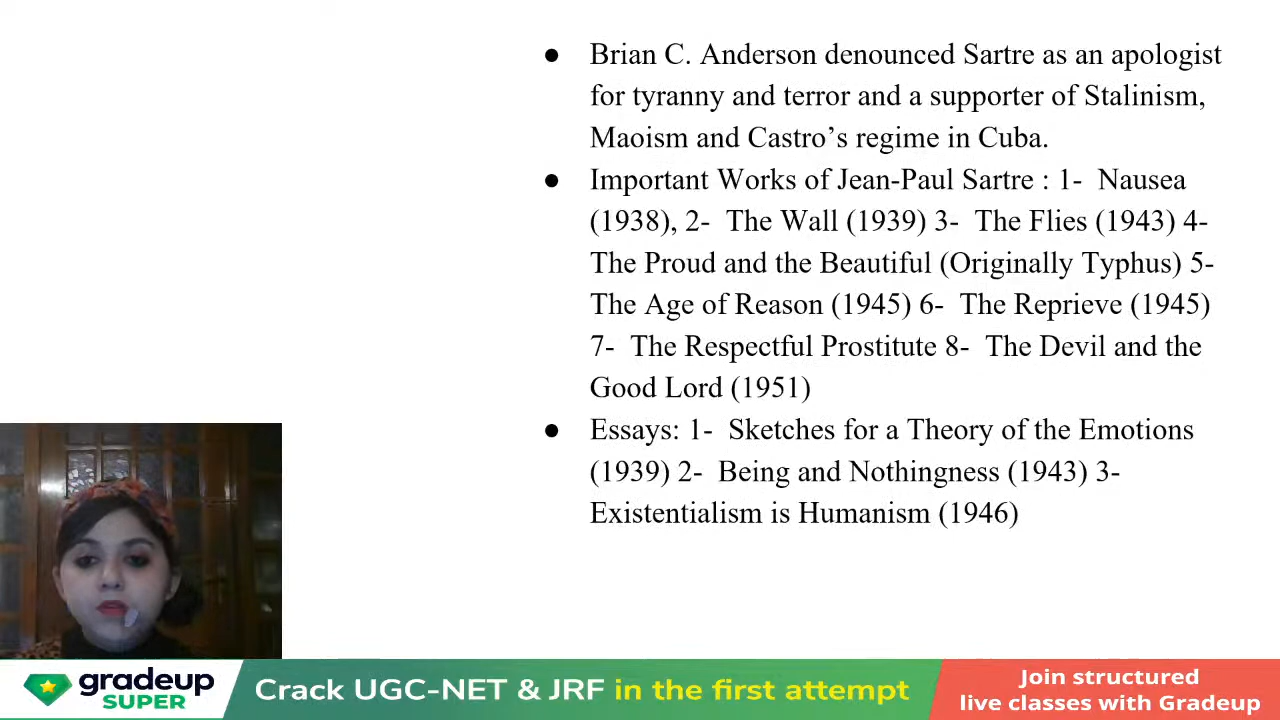 ● Brian C. Anderson denounced Sartre as an apologist
for tyranny and terror and a supporter of Stalinism,
Maoism and Castro’s regime in Cuba.
● Important Works of Jean-Paul Sartre : 1- Nausea
(1938), 2- The Wall (1939) 3- The Flies (1943) 4-
The Proud and the Beautiful (Originally Typhus) 5-
The Age of Reason (1945) 6- The Reprieve (1945)
7- The Respectful Prostitute 8- The Devil and the
Good Lord (1951)
● Essays: 1- Sketches for a Theory of the Emotions
(1939) 2- Being and Nothingness (1943) 3-
Existentialism is Humanism (1946)
gradeup
SUPER
Crack UGC-NET & JRF in the first attempt
Join structured
live classes with Gradeup